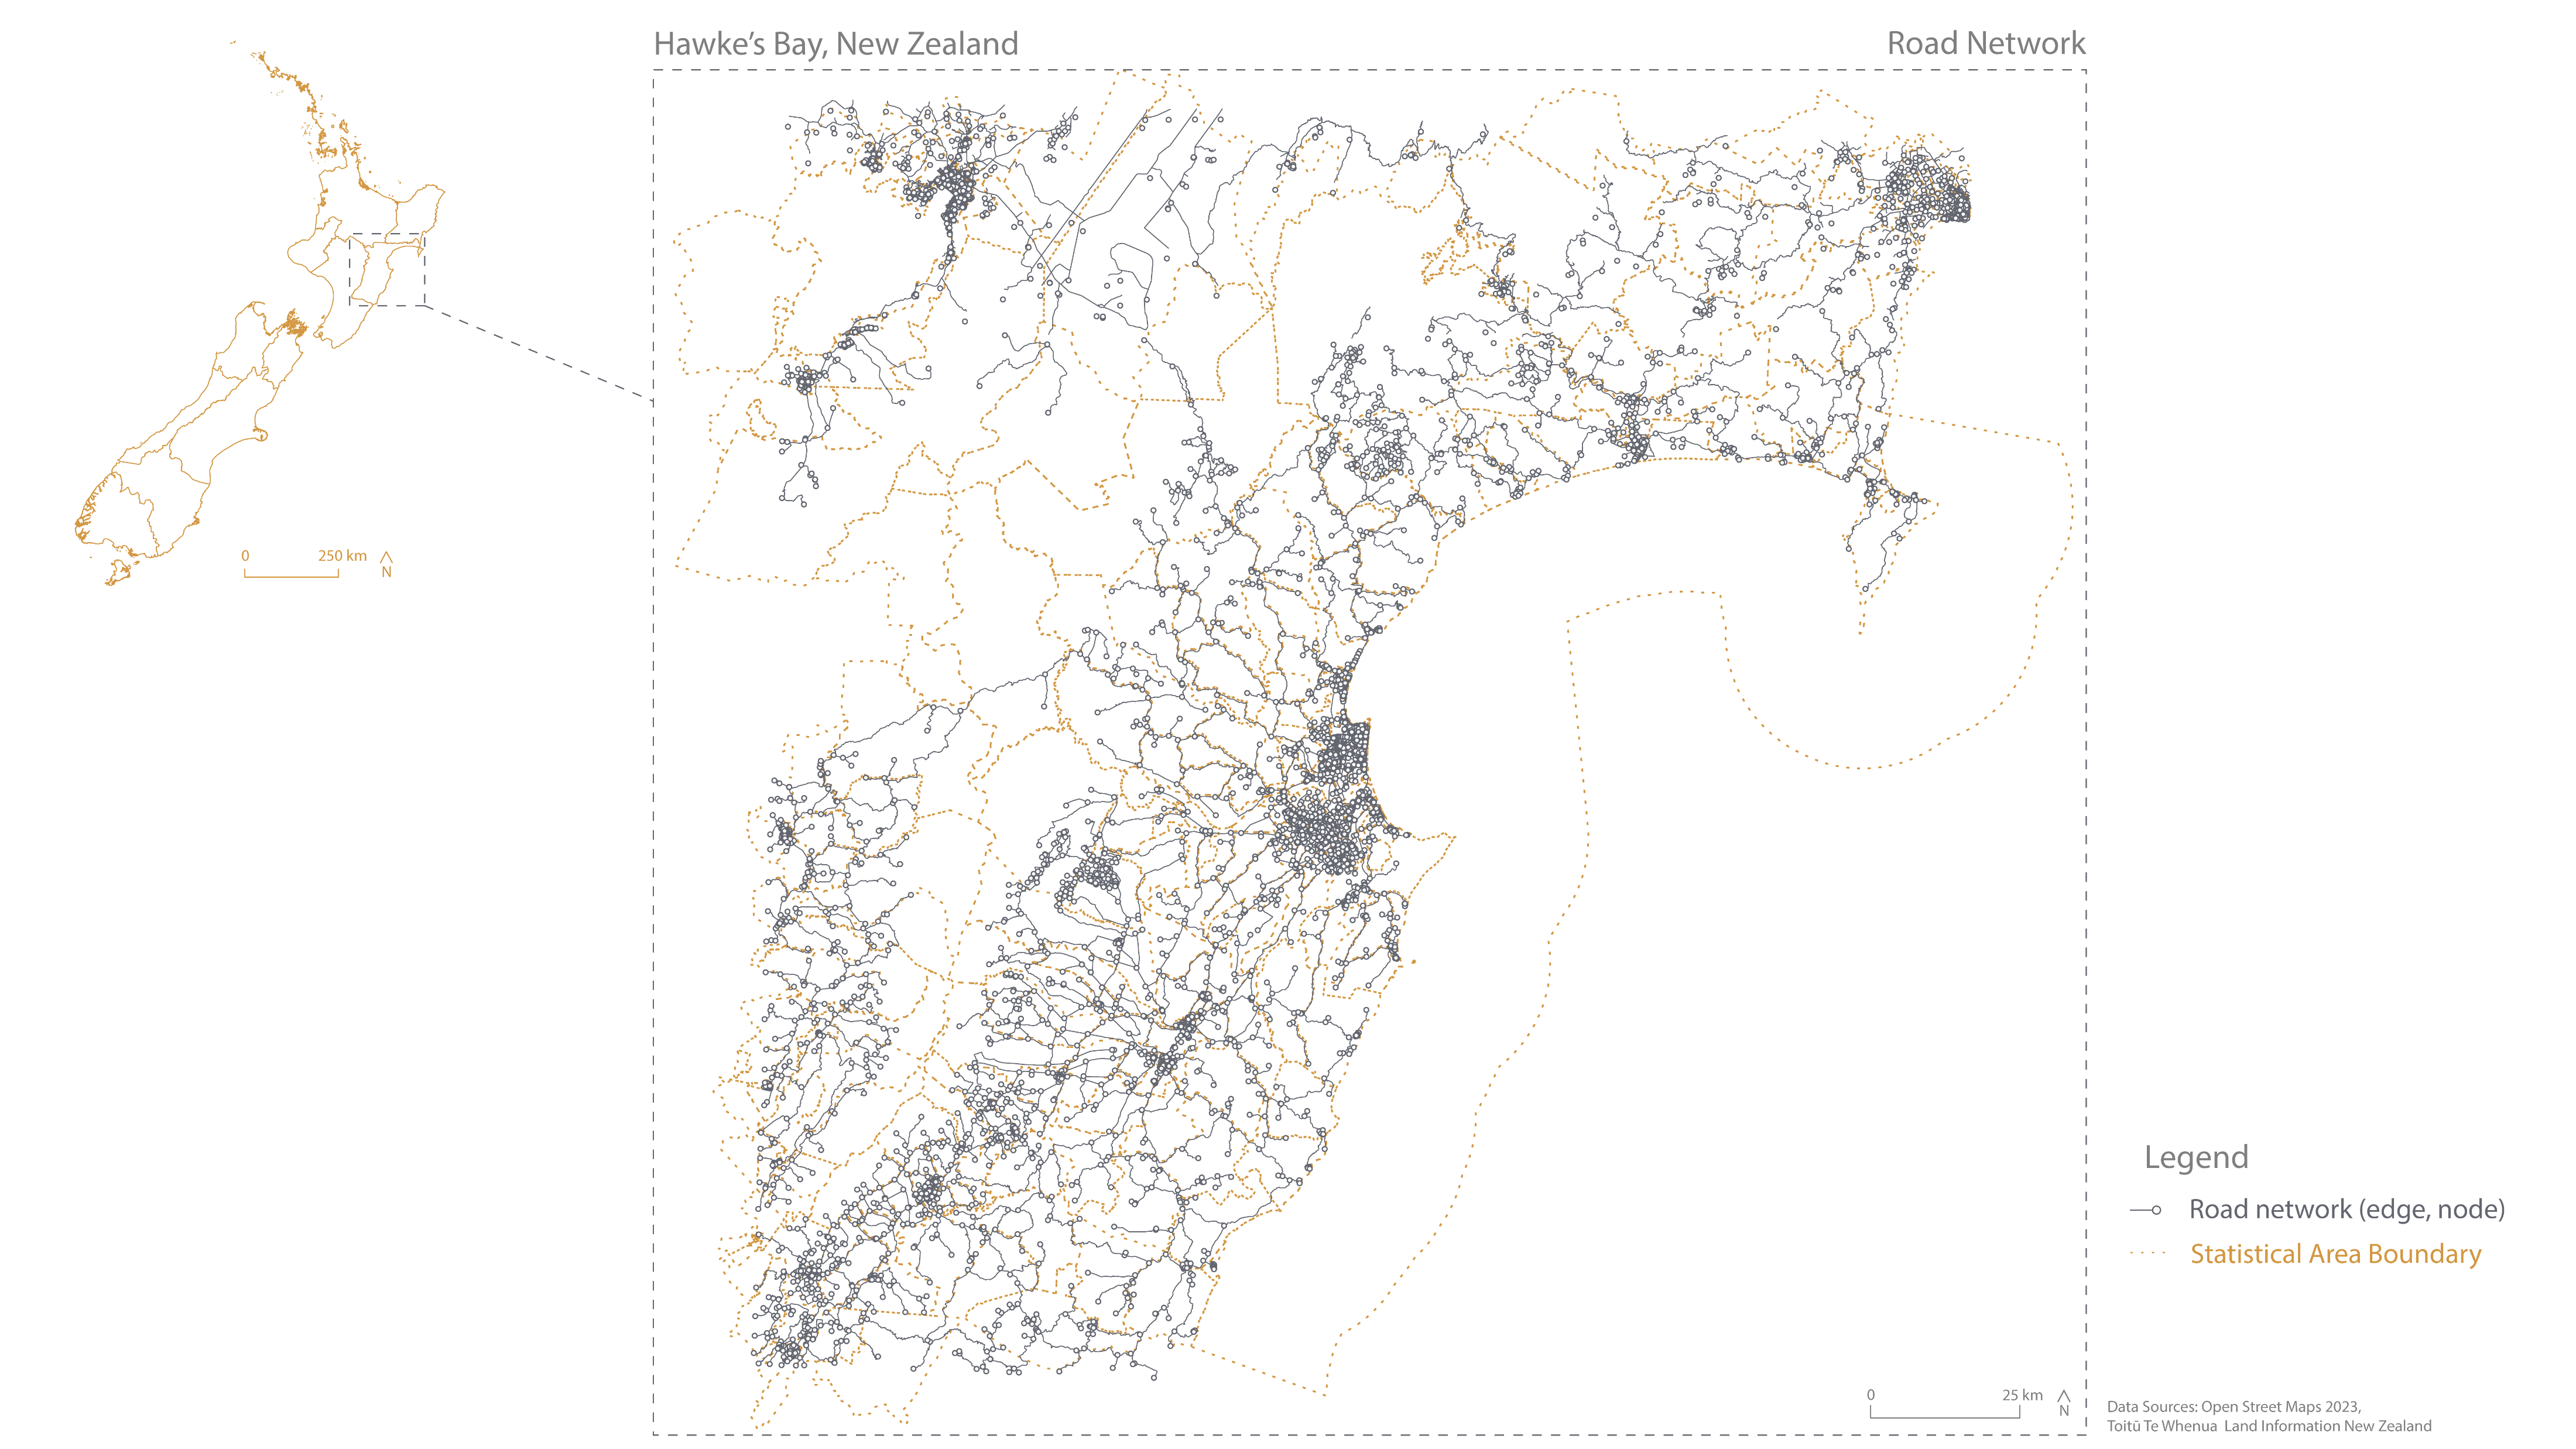 Hawke’s Bay, New Zealand
Road Network
0 250 km
N
Legend
Road network (edge, node)
Statistical Area Boundary
0 25 km
N
Data Sources: Open Street Maps 2023,
Toitū Te Whenua Land Information New Zealand